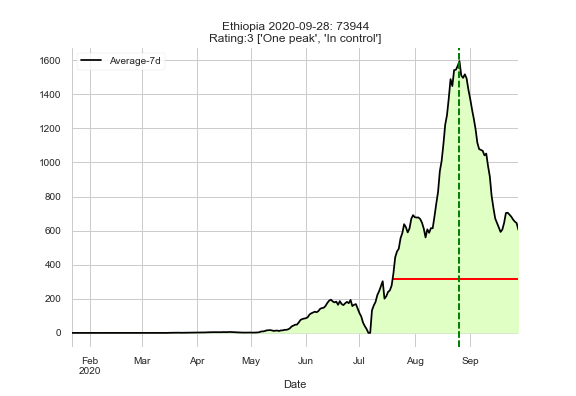 Ethiopia 2020-09-28: 73944
Rating:3 ['One peak', 'In control']
Average-7d
1600
1400
1200
1000
800
600
400
200
0
Feb Mar Apr May Jun Jul Aug Sep
2020
Date